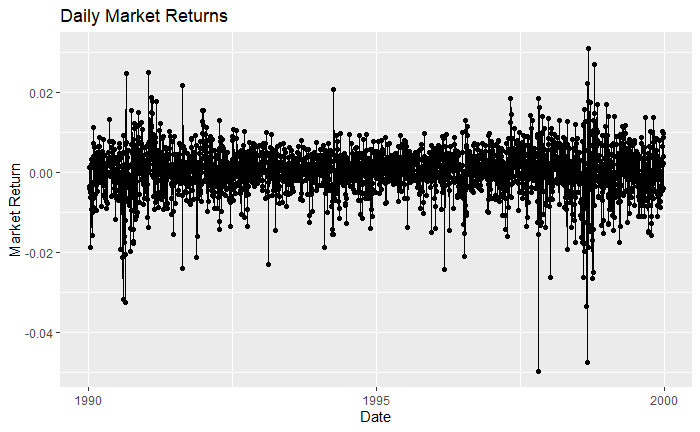 Daily Market Returns
0.02
0.00
-0.02
-0.04
Market Return
1990 1995 2000
Date